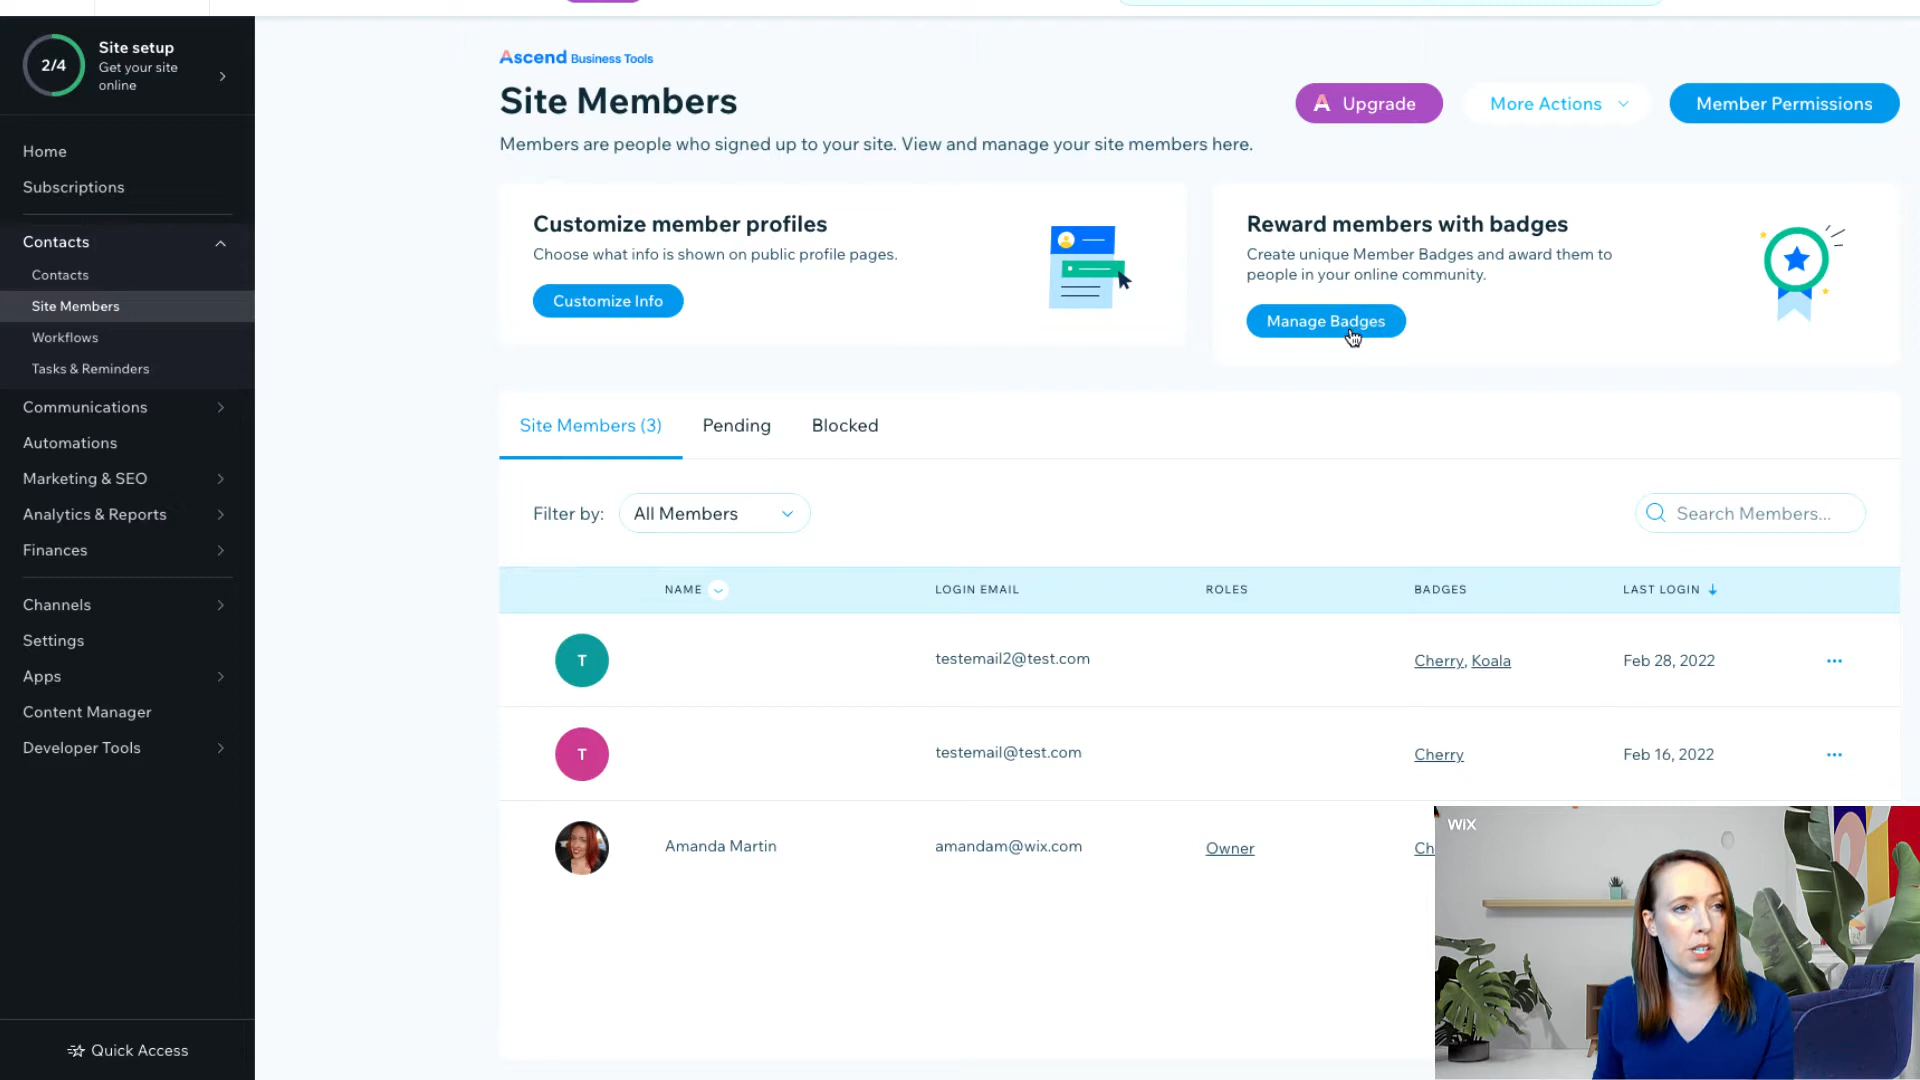 2/4
Site setup
Get your site
online
Home
Subscriptions
Contacts
Contacts
Site Members
Workflows
Tasks & Reminders
Communications
Automations
Marketing & SEO
Analytics & Reports
Finances
Channels
Settings
Apps
Content Manager
Developer Tools
Quick Access
Ascend Business Tools
Site Members
Members are people who signed up to your site. View and manage your site members here.
Upgrade
More Actions
Member Permissions
Customize member profiles
Choose what info is shown on public profile pages.
Customize Info
Reward members with badges
Create unique Member Badges and award them to
people in your online community.
Manage Badges
Site Members (3) Pending Blocked
Filter by: All Members
Search Members...
NAME LOGIN EMAIL ROLES BADGES LAST LOGIN
T testemail2@test.com Cherry, Koala Feb 28, 2022
T testemail@test.com Cherry Feb 16, 2022
Amanda Martin amandam@wix.com Owner Ch
WIX